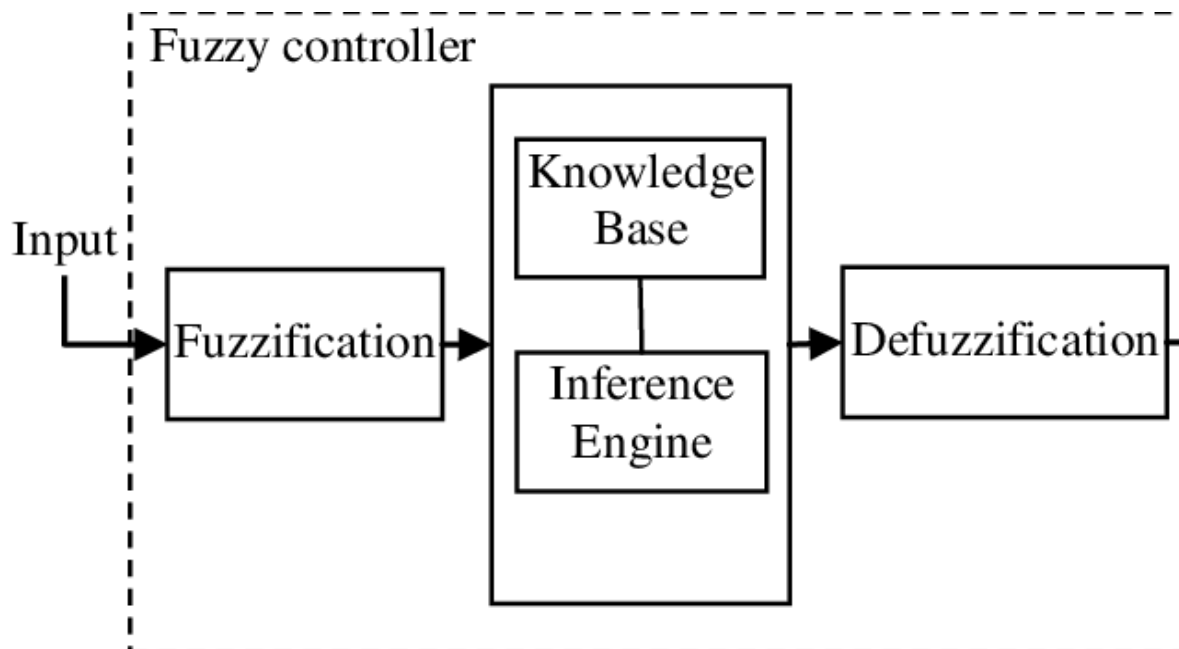 Fuzzy controller
Input
Fuzzification
Knowledge
Base
Inference
Engine
Defuzzification